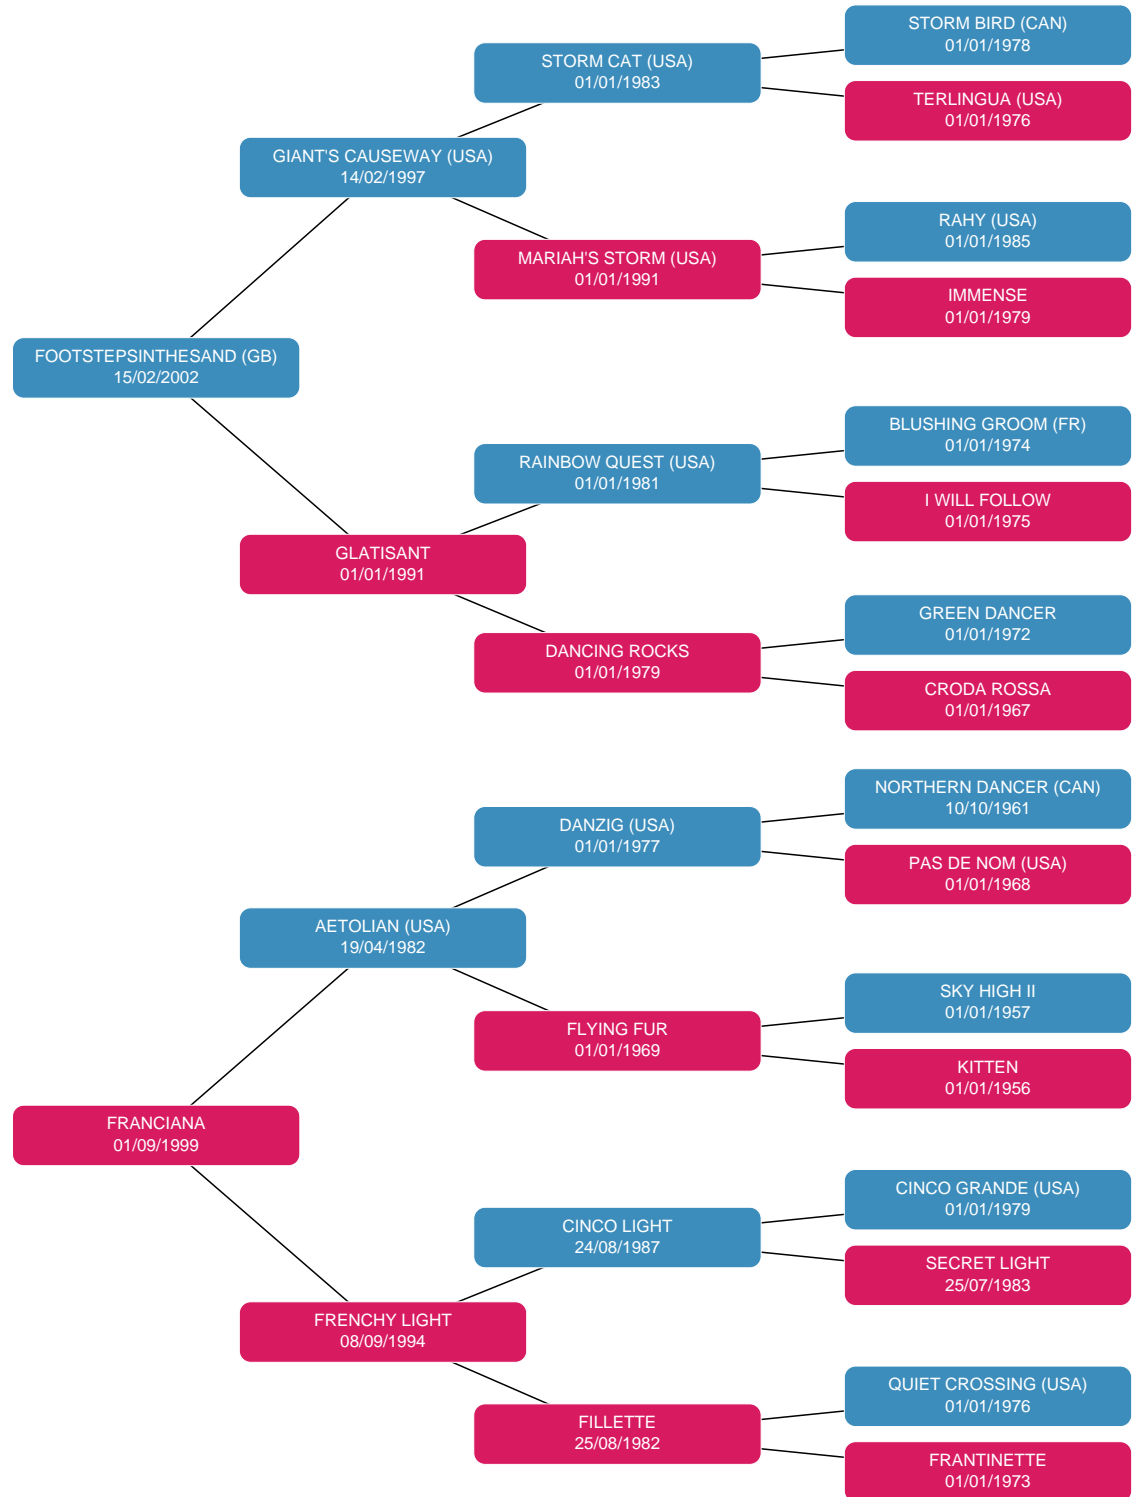 STORM BIRD (CAN)
01/01/1978
STORM CAT (USA)
01/01/1983
TERLINGUA (USA)
01/01/1976
GIANT'S CAUSEWAY (USA)
14/02/1997
RAHY (USA)
01/01/1985
MARIAH'S STORM (USA)
01/01/1991
IMMENSE
01/01/1979
FOOTSTEPSINTHESAND (GB)
15/02/2002
BLUSHING GROOM (FR)
01/01/1974
RAINBOW QUEST (USA)
01/01/1981
I WILL FOLLOW
01/01/1975
GLATISANT
01/01/1991
GREEN DANCER
01/01/1972
DANCING ROCKS
01/01/1979
CRODA ROSSA
01/01/1967
NORTHERN DANCER (CAN)
10/10/1961
DANZIG (USA)
01/01/1977
PAS DE NOM (USA)
01/01/1968
AETOLIAN (USA)
19/04/1982
SKY HIGH II
01/01/1957
FLYING FUR
01/01/1969
KITTEN
01/01/1956
FRANCIANA
01/09/1999
CINCO GRANDE (USA)
01/01/1979
CINCO LIGHT
24/08/1987
SECRET LIGHT
25/07/1983
FRENCHY LIGHT
08/09/1994
QUIET CROSSING (USA)
01/01/1976
FILLETTE
25/08/1982
FRANTINETTE
01/01/1973